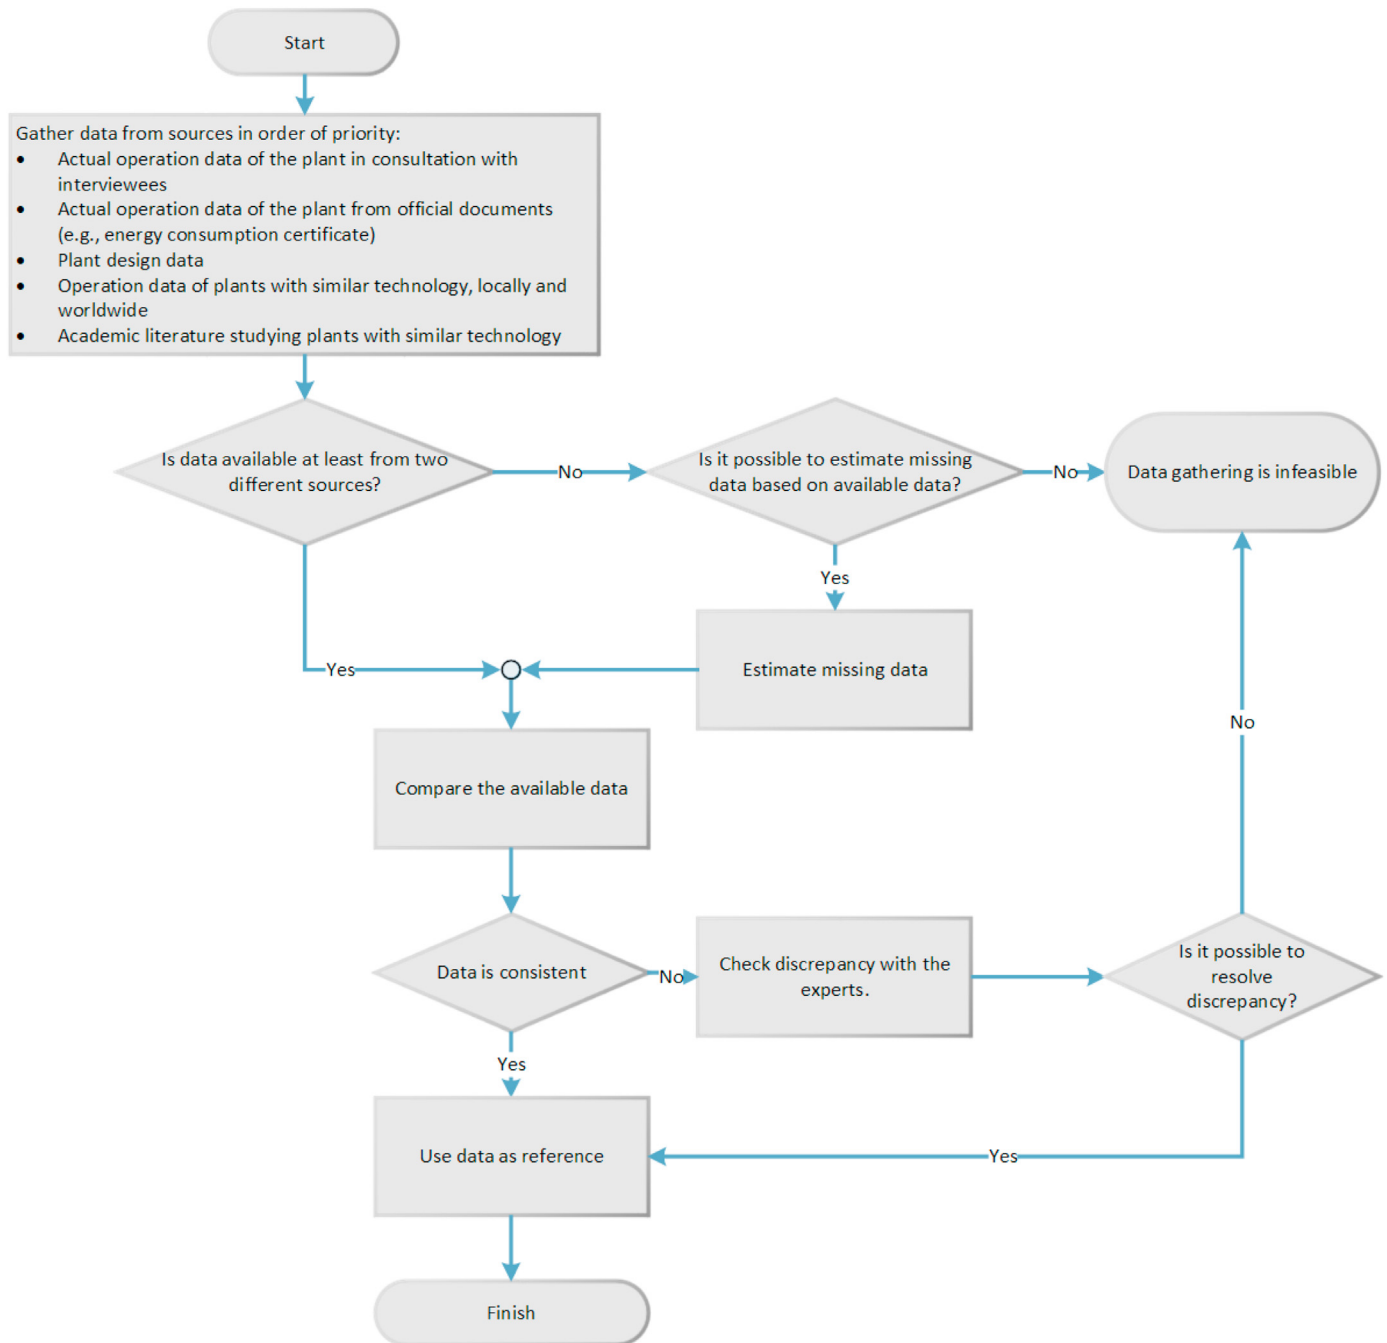 Start
Gather data from sources in order of priority:
• Actual operation data of the plant in consultation with
interviewees
• Actual operation data of the plant from official documents
(e.g., energy consumption certificate)
• Plant design data
• Operation data of plants with similar technology, locally and
worldwide
• Academic literature studying plants with similar technology
Is data available at least from two
different sources?
No
Is it possible to estimate missing
data based on available data?
No
Data gathering is infeasible
Yes
Estimate missing data
Yes
Compare the available data
No
Data is consistent
No
Check discrepancy with the
experts.
Is it possible to
resolve
discrepancy?
Yes
Use data as reference
Yes
Finish